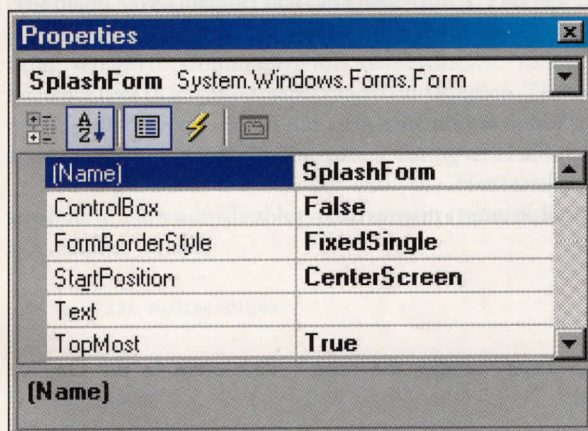 Properties
SplashForm System.Windows.Forms.Form
(Name) SplashForm
ControlBox False
FormBorderStyle FixedSingle
StartPosition CenterScreen
Text
TopMost True
(Name)